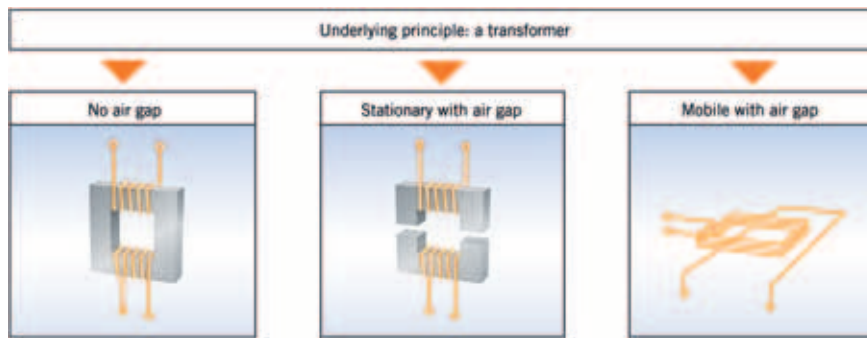 Underlying principle: a transformer
No air gap
Stationary with air gap
Mobile with air gap